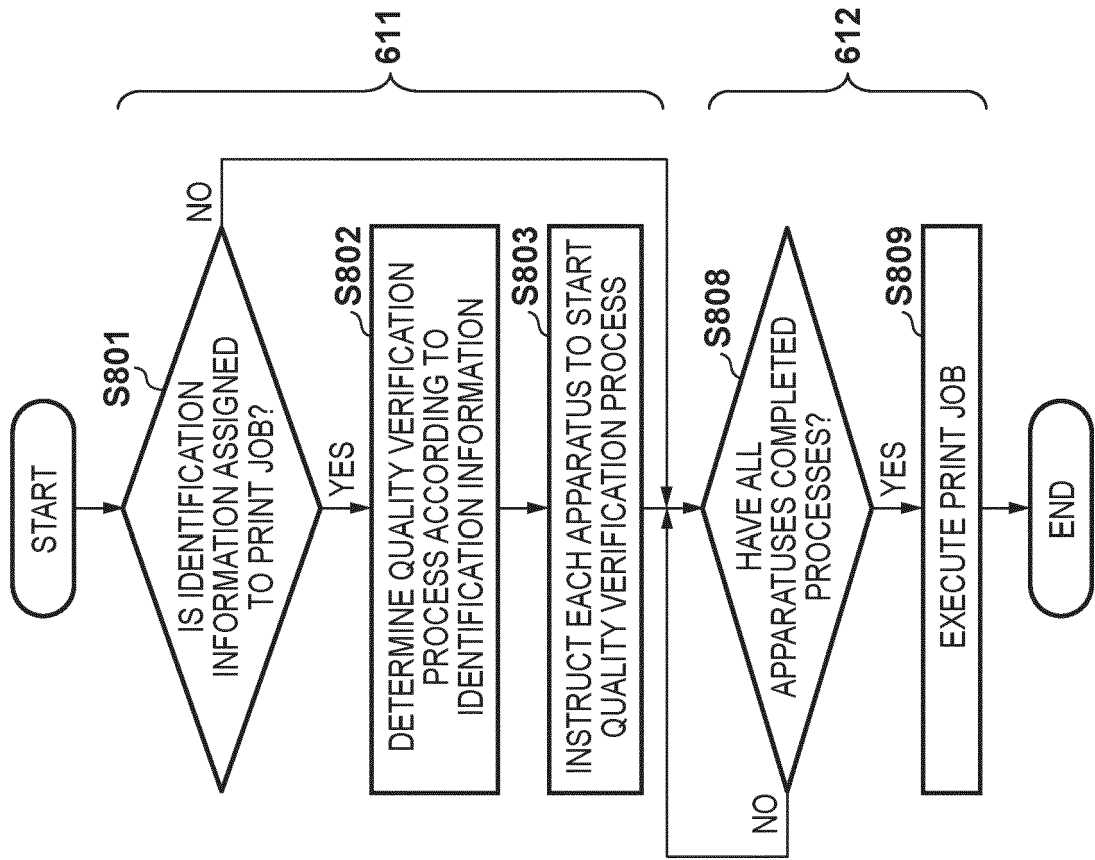 START
S801
IS IDENTIFICATION
INFORMATION ASSIGNED
TO PRINT JOB?
NO
YES
S802
DETERMINE QUALITY VERIFICATION
PROCESS ACCORDING TO
IDENTIFICATION INFORMATION
S803
INSTRUCT EACH APPARATUS TO START
QUALITY VERIFICATION PROCESS
611
S808
HAVE ALL
APPARATUSES COMPLETED
PROCESSES?
NO
YES
S809
EXECUTE PRINT JOB
612
END